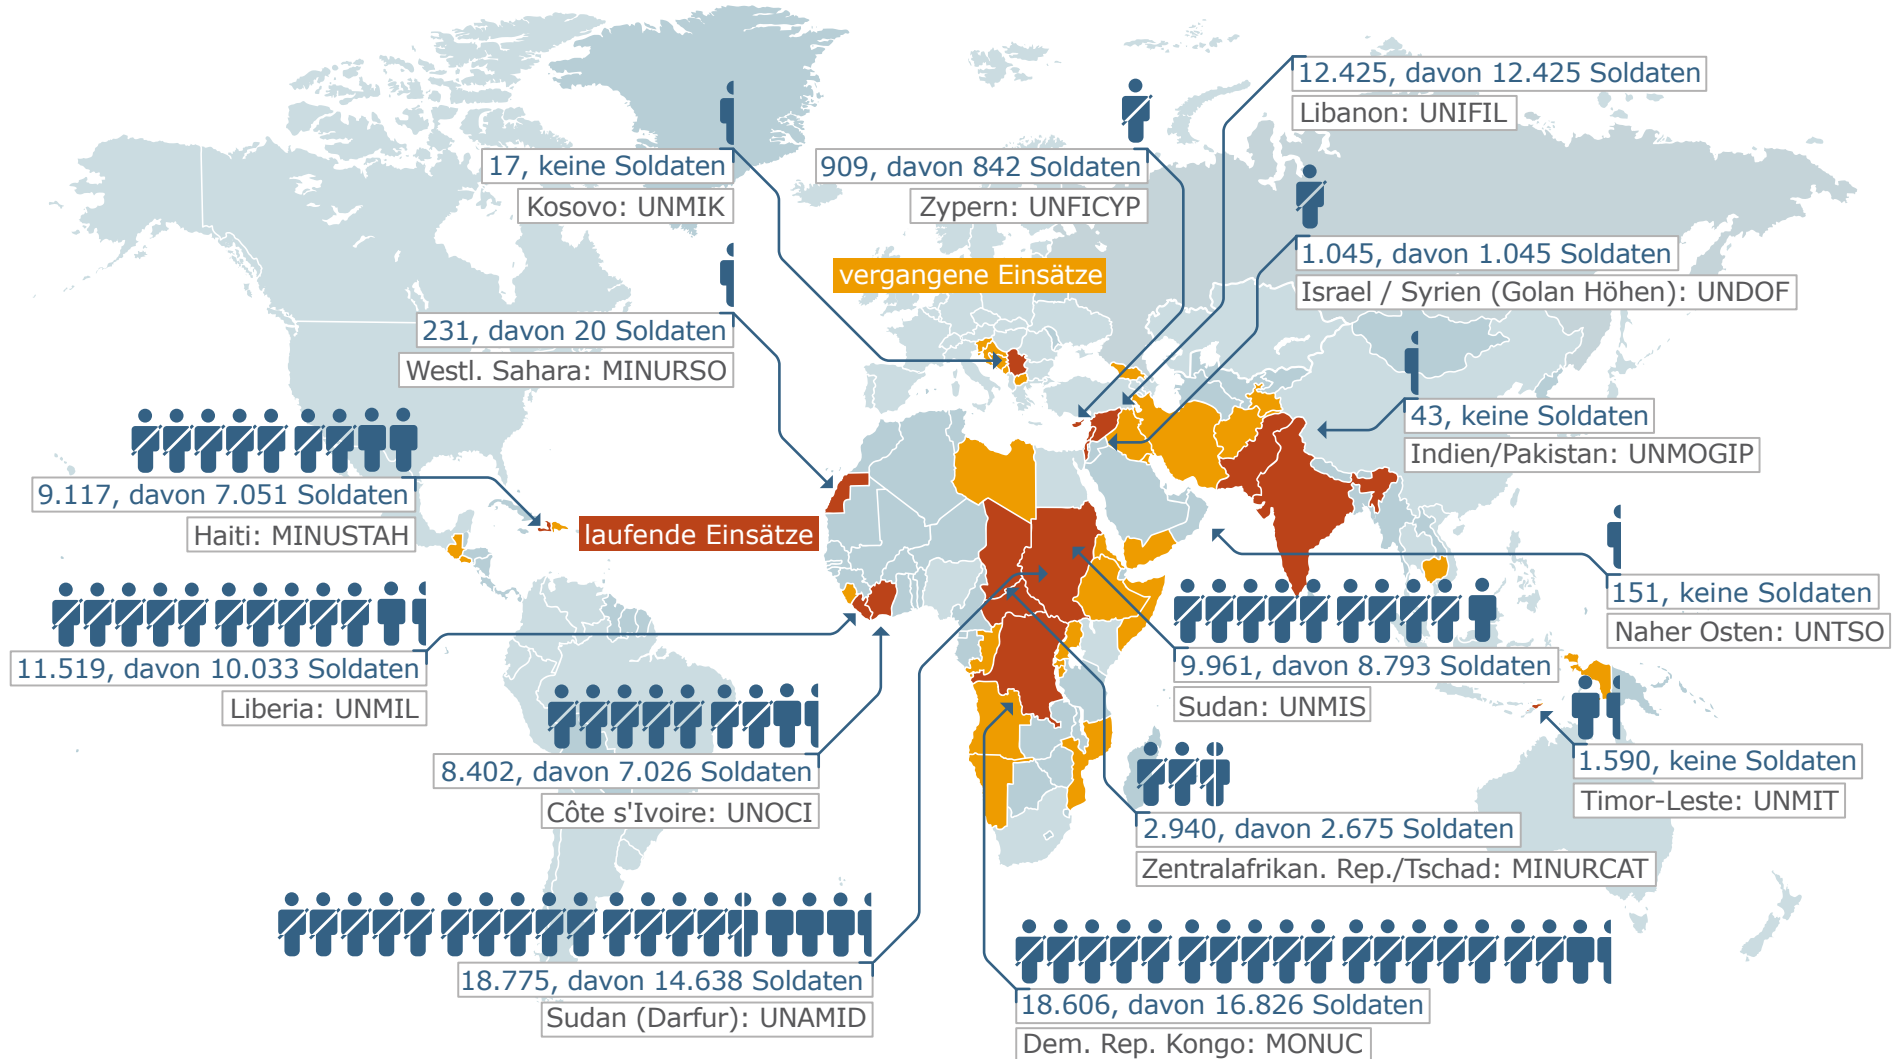 12.425, davon 12.425 Soldaten
Libanon: UNIFIL
17, keine Soldaten
Kosovo: UNMIK
909, davon 842 Soldaten
Zypern: UNFICYP
1.045, davon 1.045 Soldaten
Israel / Syrien (Golan Höhen): UNDOF
vergangene Einsätze
231, davon 20 Soldaten
Westl. Sahara: MINURSO
43, keine Soldaten
Indien/Pakistan: UNMOGIP
9.117, davon 7.051 Soldaten
Haiti: MINUSTAH
laufende Einsätze
151, keine Soldaten
Naher Osten: UNTSO
11.519, davon 10.033 Soldaten
Liberia: UNMIL
9.961, davon 8.793 Soldaten
Sudan: UNMIS
8.402, davon 7.026 Soldaten
Côte s'Ivoire: UNOCI
1.590, keine Soldaten
Timor-Leste: UNMIT
2.940, davon 2.675 Soldaten
Zentralafrikan. Rep./Tschad: MINURCAT
18.775, davon 14.638 Soldaten
Sudan (Darfur): UNAMID
18.606, davon 16.826 Soldaten
Dem. Rep. Kongo: MONUC